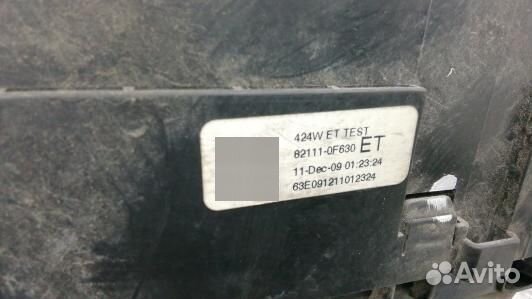 424W ET TEST
82111-0F630 ET
11-Dec-09 01:23:24
63E091211012324
Avito